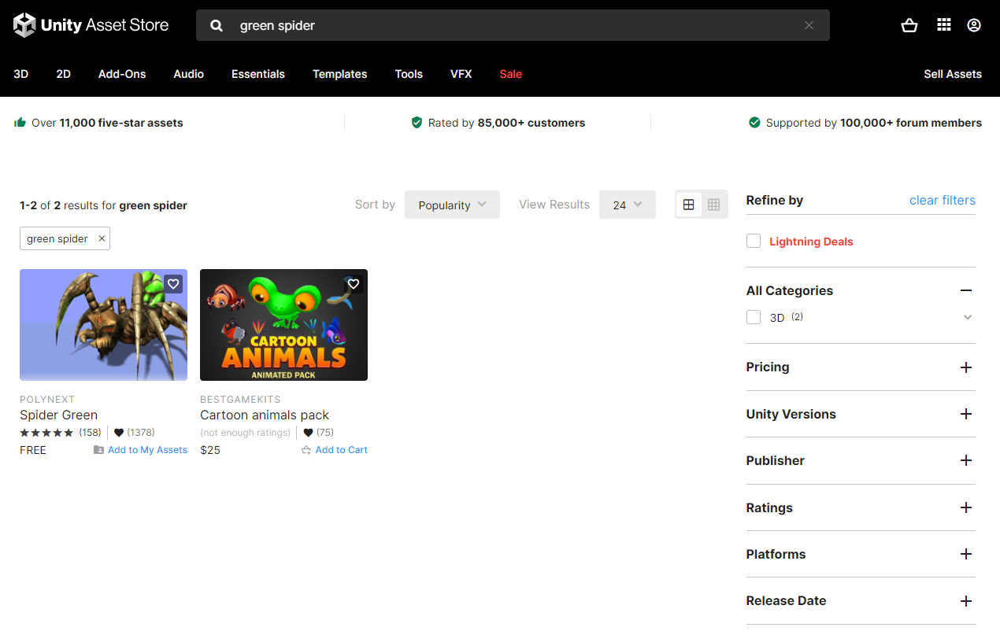 Unity Asset Store
green spider
3D 2D Add-Ons Audio Essentials Templates Tools VFX Sale Sell Assets
Over 11,000 five-star assets Rated by 85,000+ customers Supported by 100,000+ forum members
1-2 of 2 results for green spider Sort by Popularity View Results 24
green spider
POLYNEXT
Spider Green
(158) (1378)
FREE Add to My Assets
CARTOON
ANIMALS
ANIMATED PACK
BESTGAMEKITS
Cartoon animals pack
(not enough ratings) (75)
$25 Add to Cart
Refine by clear filters
Lightning Deals
All Categories
3D (2)
Pricing
Unity Versions
Publisher
Ratings
Platforms
Release Date